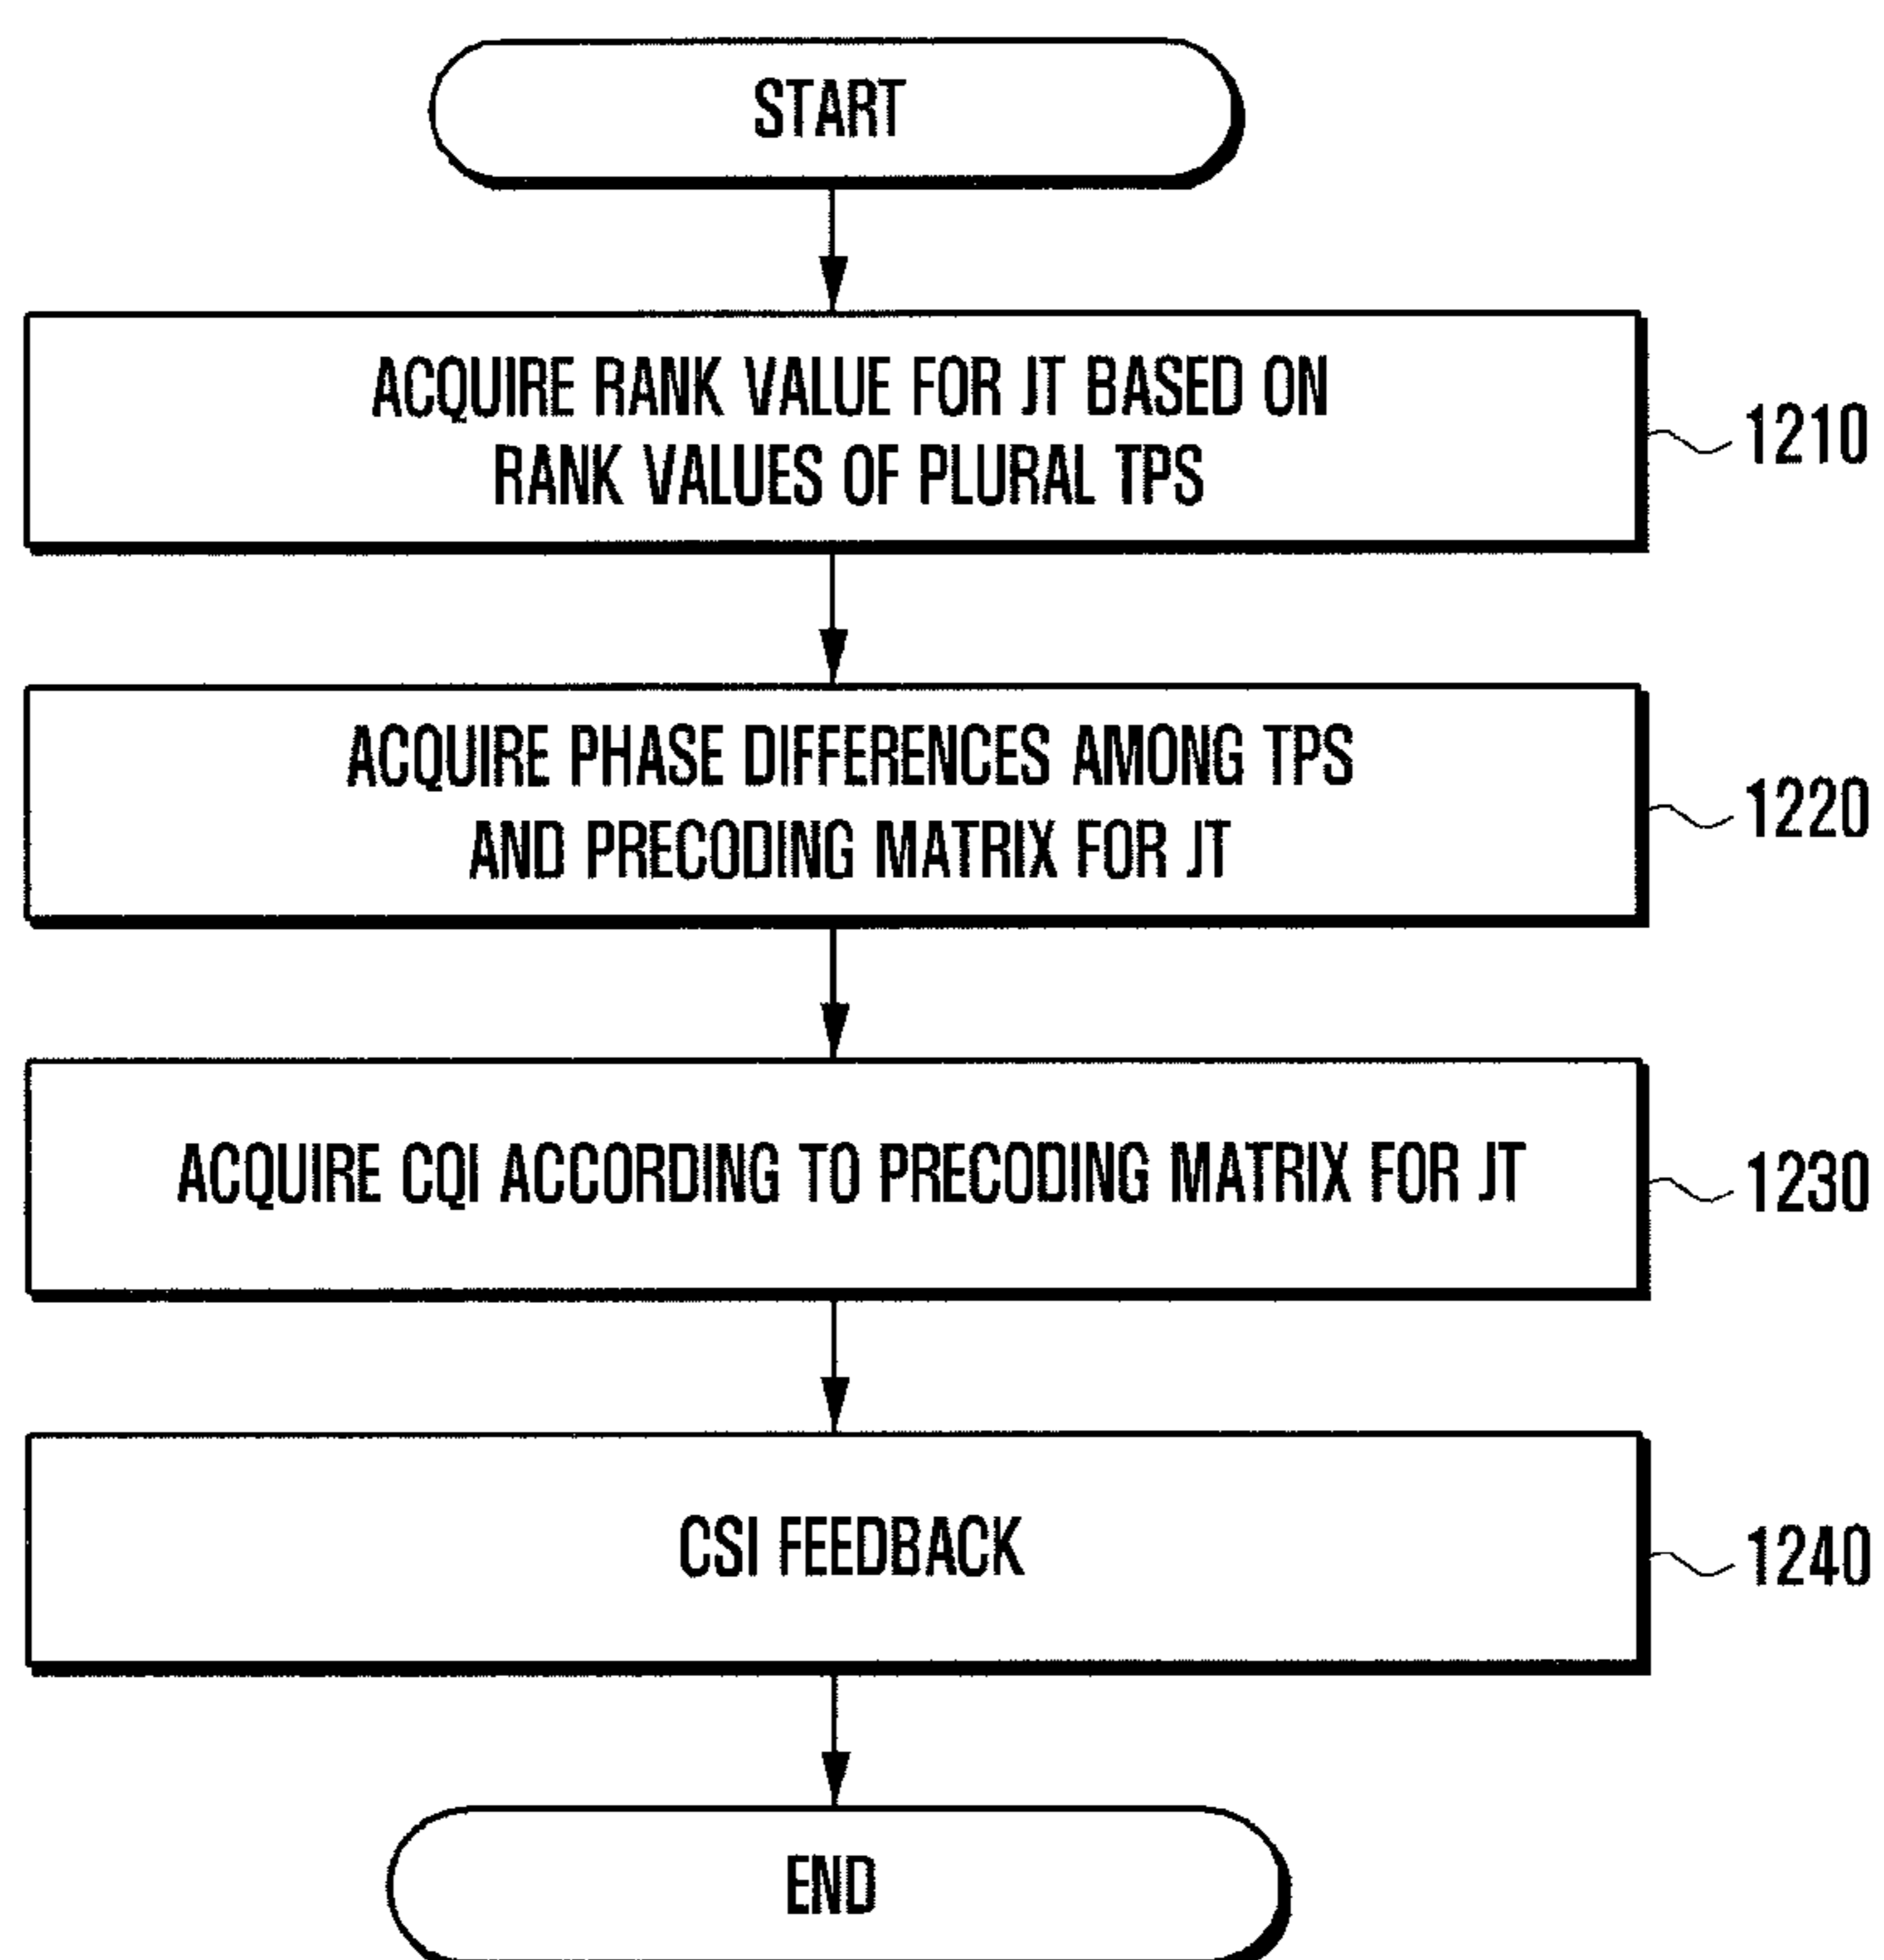 START
ACQUIRE RANK VALUE FOR JT BASED ON
RANK VALUES OF PLURAL TPS
1210
ACQUIRE PHASE DIFFERENCES AMONG TPS
AND PRECODING MATRIX FOR JT
1220
ACQUIRE CQI ACCORDING TO PRECODING MATRIX FOR JT
1230
CSI FEEDBACK
1240
END